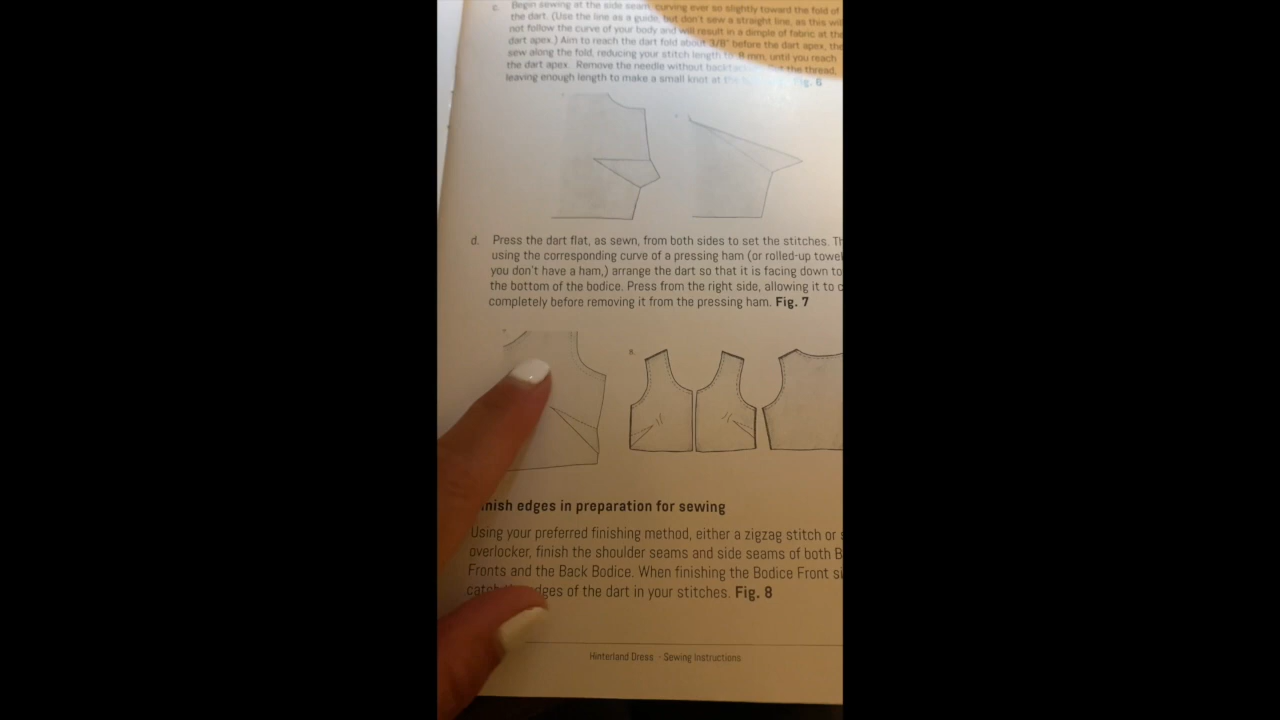 c. Begin sewing at the side seam, curving ever so slightly toward the fold of
the dart. (Use the line as a guide, but don't sew a straight line, as this will
not follow the curve of your body and will result in a dimple of fabric at the
dart apex.) Aim to reach the dart fold about 3/8" before the dart apex, the
sew along the fold, reducing your stitch length to mm, until you reach
the dart apex. Remove the needle without the thread,
leaving enough length to make a small knot at Fig. 6
d. Press the dart flat, as sewn, from both sides to set the stitches. Th
using the corresponding curve of a pressing ham (or rolled-up towel
you don't have a ham,) arrange the dart so that it is facing down to
the bottom of the bodice. Press from the right side, allowing it to c
completely before removing it from the pressing ham. Fig. 7
8.
nish edges in preparation for sewing
Using your preferred finishing method, either a zigzag stitch or s
overlocker, finish the shoulder seams and side seams of both B
Fronts and the Back Bodice. When finishing the Bodice Front si
catch dges of the dart in your stitches. Fig. 8
Hinterland Dress - Sewing Instructions